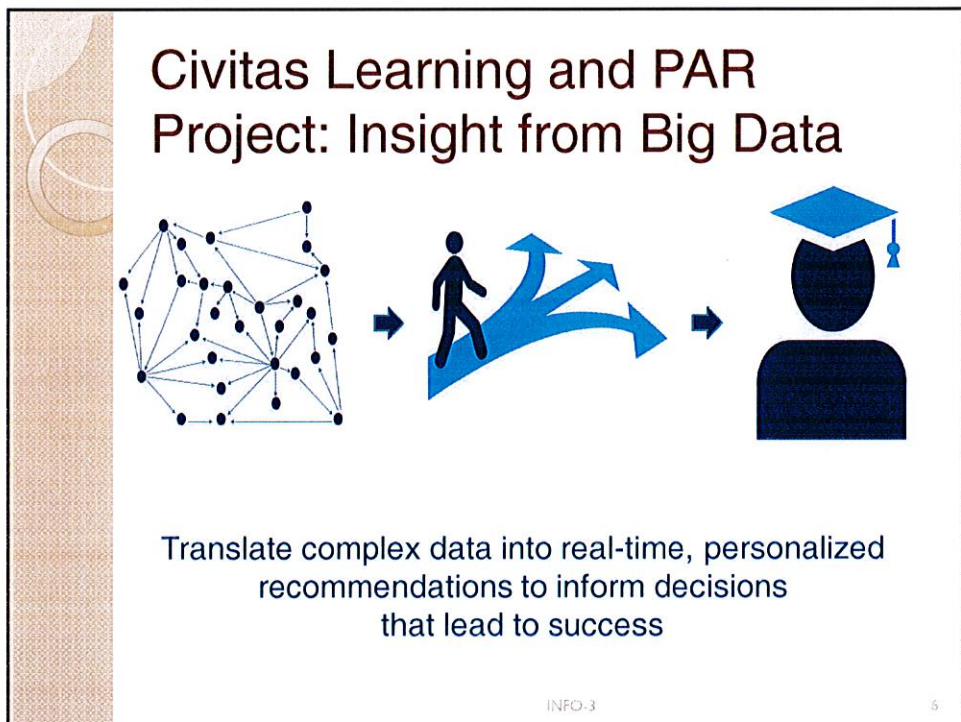 Civitas Learning and PAR
Project: Insight from Big Data
Translate complex data into real-time, personalized
recommendations to inform decisions
that lead to success
INFO-3
6